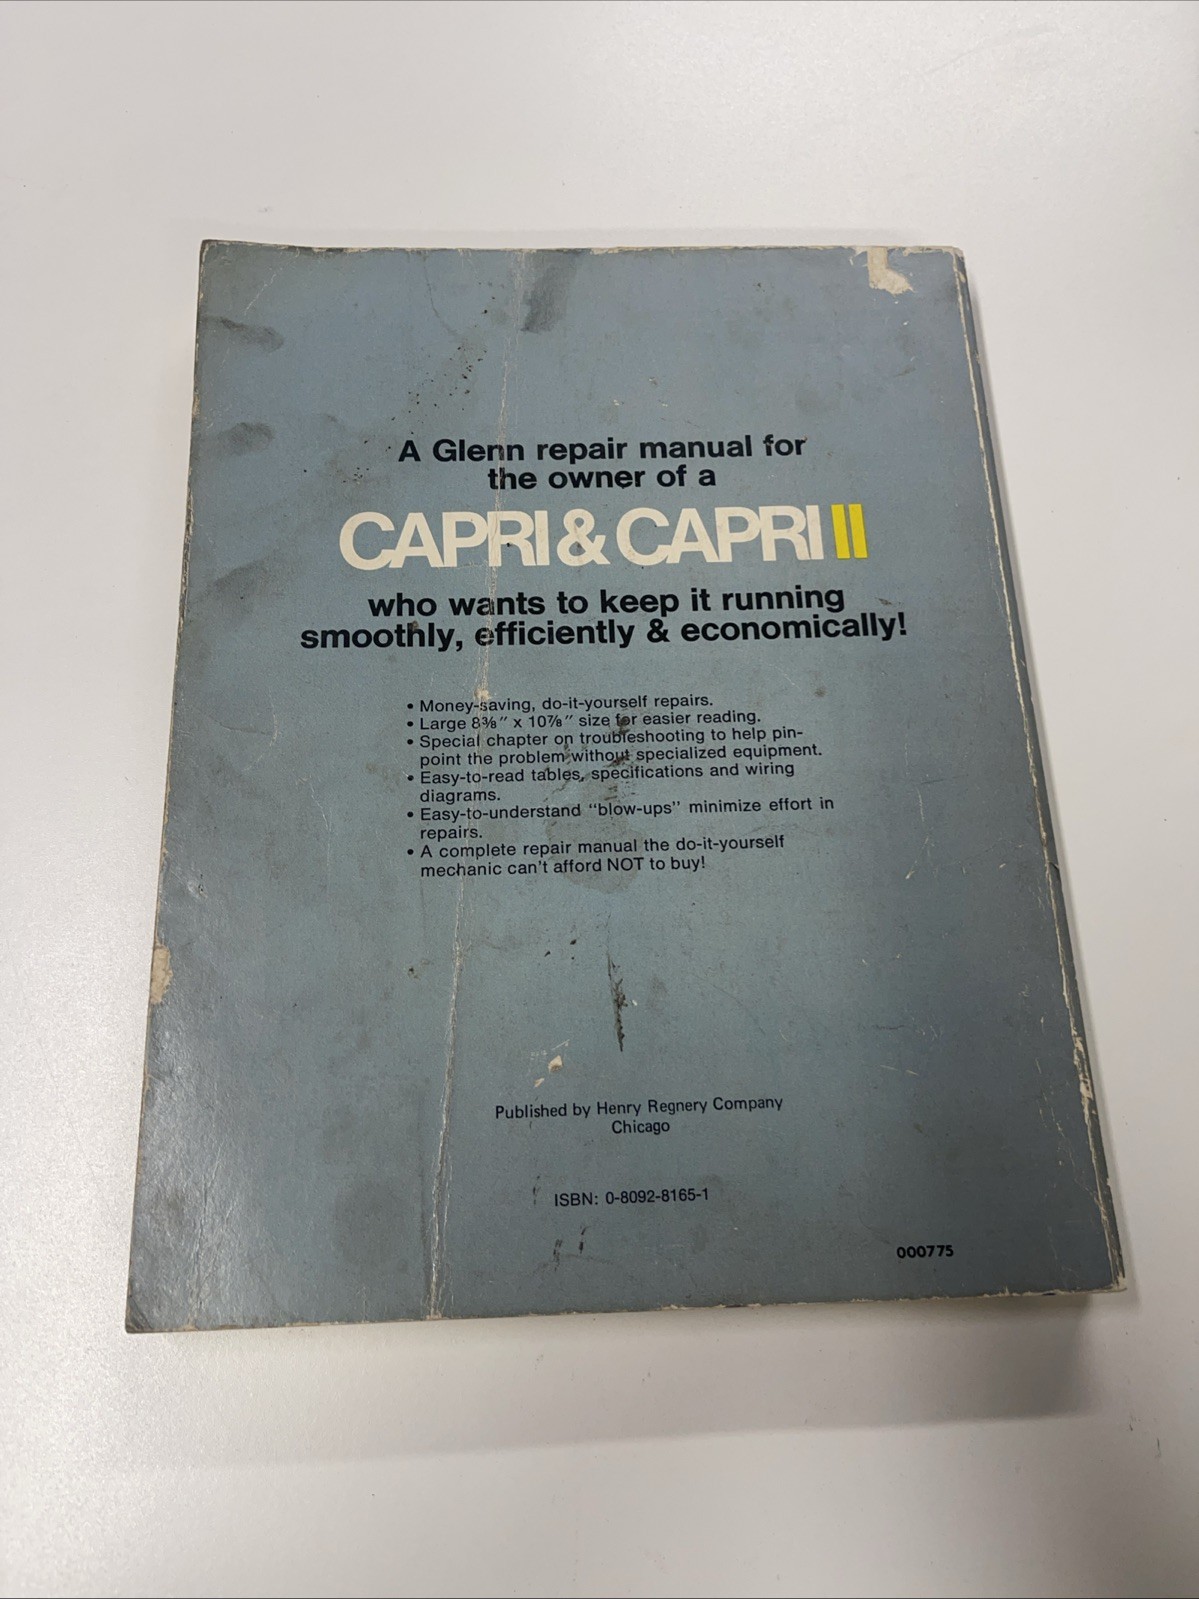 A Glenn repair manual for
the owner of a
CAPRI & CAPRI II
who wants to keep it running
smoothly, efficiently & economically!
• Money-saving, do-it-yourself repairs.
• Large 8⅜″ x 10⅞″ size for easier reading.
• Special chapter on troubleshooting to help pin-
point the problem without specialized equipment.
• Easy-to-read tables, specifications and wiring
diagrams.
• Easy-to-understand “blow-ups” minimize effort in
repairs.
• A complete repair manual the do-it-yourself
mechanic can't afford NOT to buy!
Published by Henry Regnery Company
Chicago
ISBN: 0-8092-8165-1
000775